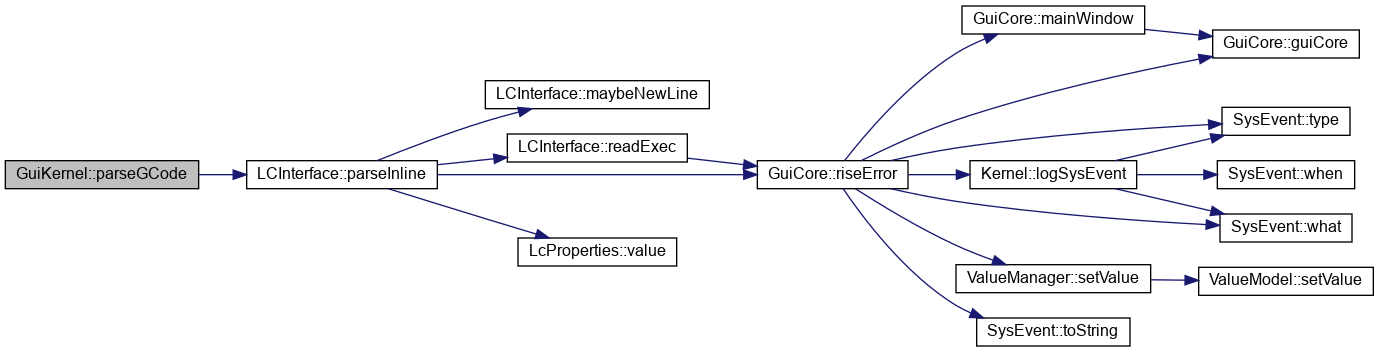 GuiKernel::parseGCode
LCInterface::parseInline
LCInterface::maybeNewLine
LCInterface::readExec
LcProperties::value
GuiCore::riseError
GuiCore::mainWindow
GuiCore::guiCore
SysEvent::type
Kernel::logSysEvent
SysEvent::when
SysEvent::what
ValueManager::setValue
ValueModel::setValue
SysEvent::toString